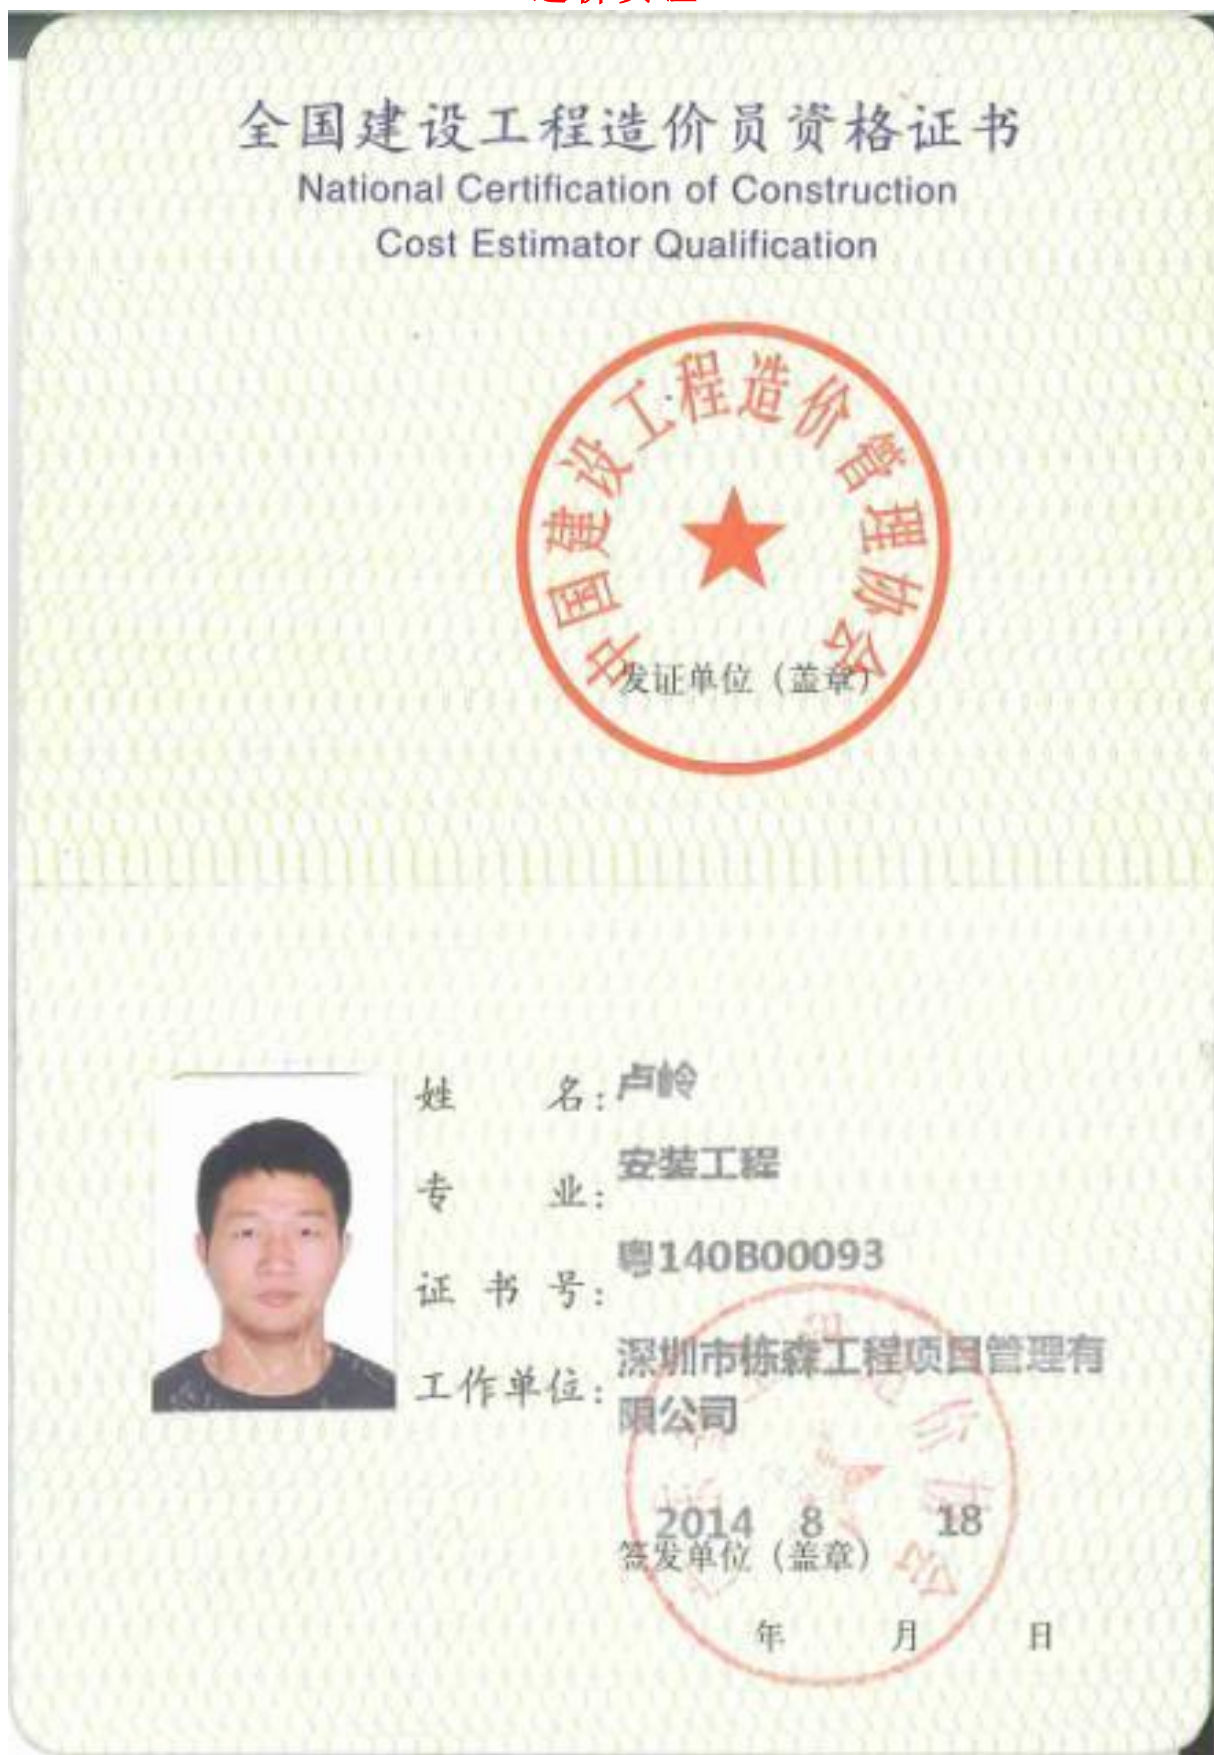 全国建设工程造价员资格证书
National Certification of Construction
Cost Estimator Qualification
中国建设工程造价管理协会
发证单位（盖章）
姓名：卢岭
专业：安装工程
证书号：粤140B00093
工作单位：深圳市栋森工程项目管理有
限公司
2014 8 18
签发单位（盖章）
年 月 日